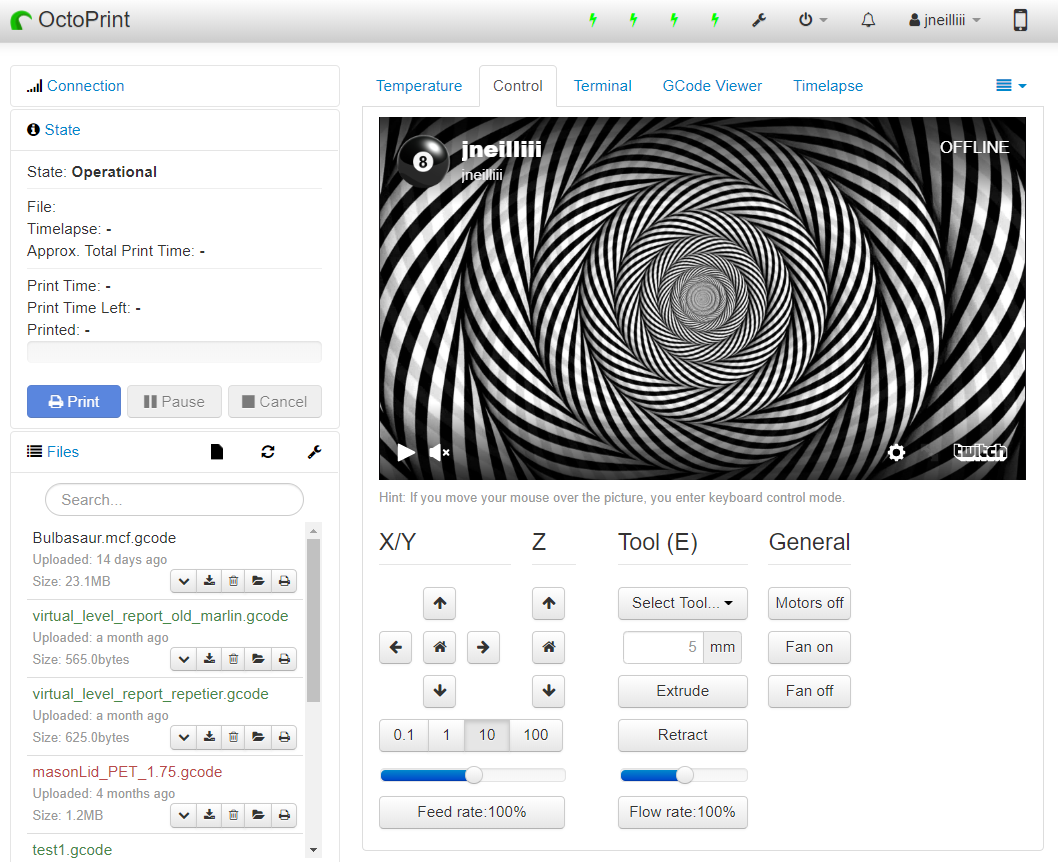 OctoPrint
jneilliii
Connection
State
State: Operational
File:
Timelapse: -
Approx. Total Print Time: -
Print Time: -
Print Time Left: -
Printed: -
Print Pause Cancel
Files
Search...
Bulbasaur.mcf.gcode
Uploaded: 14 days ago
Size: 23.1MB
virtual_level_report_old_marlin.gcode
Uploaded: a month ago
Size: 565.0bytes
virtual_level_report_repetier.gcode
Uploaded: a month ago
Size: 625.0bytes
masonLid_PET_1.75.gcode
Uploaded: 4 months ago
Size: 1.2MB
test1.gcode
Temperature Control Terminal GCode Viewer Timelapse
8
jneilliii
jneilliii
OFFLINE
twitch
Hint: If you move your mouse over the picture, you enter keyboard control mode.
X/Y Z Tool (E) General
Select Tool... Motors off
5 mm Fan on
Extrude Fan off
0.1 1 10 100 Retract
Feed rate:100% Flow rate:100%